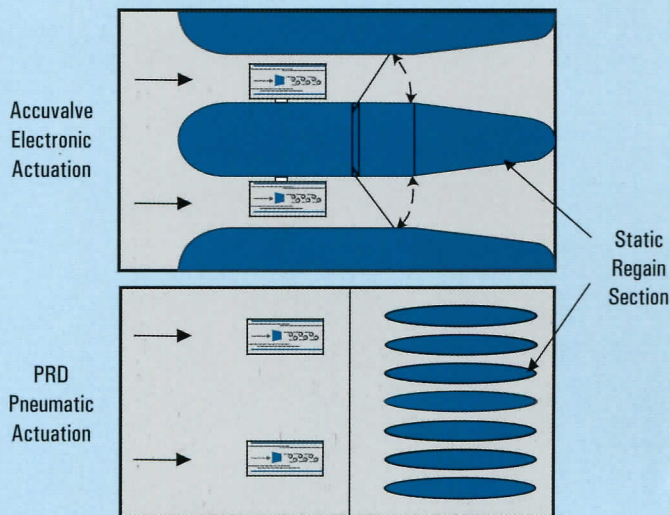 Accuvalve
Electronic
Actuation
Static
Regain
Section
PRD
Pneumatic
Actuation